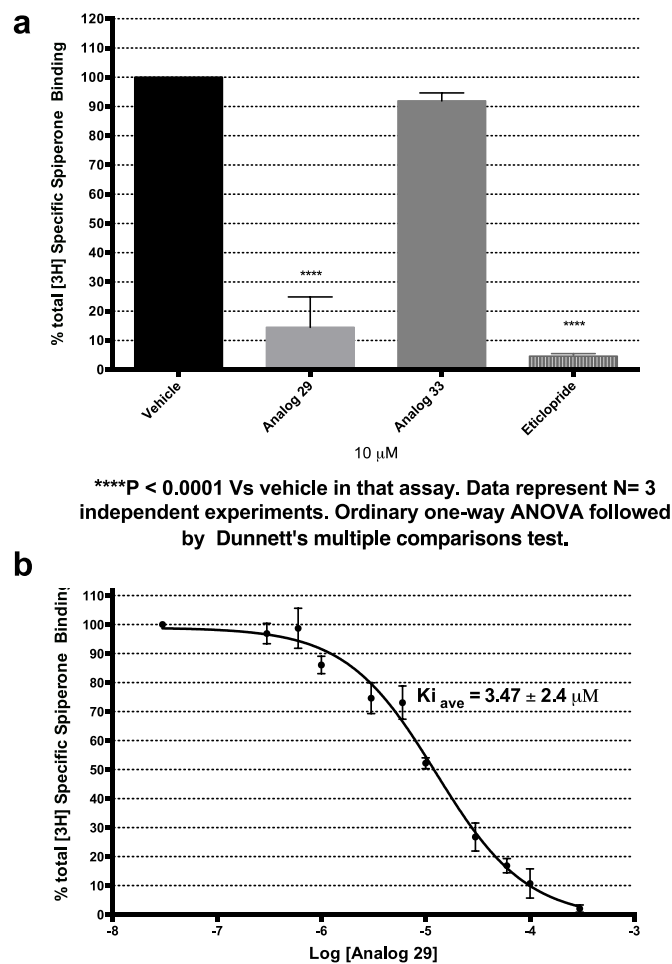 a
% total [3H] Specific Spiperone Binding
120
110
100
90
80
70
60
50
40
30
20
10
0
****
****
Vehicle
Analog 29
Analog 33
Eticlopride
10 μM
****P < 0.0001 Vs vehicle in that assay. Data represent N= 3
independent experiments. Ordinary one-way ANOVA followed
by Dunnett's multiple comparisons test.
b
% total [3H] Specific Spiperone Binding
110
100
90
80
70
60
50
40
30
20
10
0
Ki ave = 3.47 ± 2.4 μM
-8
-7
-6
-5
-4
-3
Log [Analog 29]